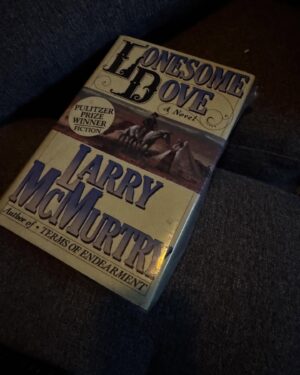 LONESOME
DOVE
A Novel
PULITZER
PRIZE
WINNER
FICTION
LARRY
MCMURTRY
Author of • TERMS OF ENDEARMENT